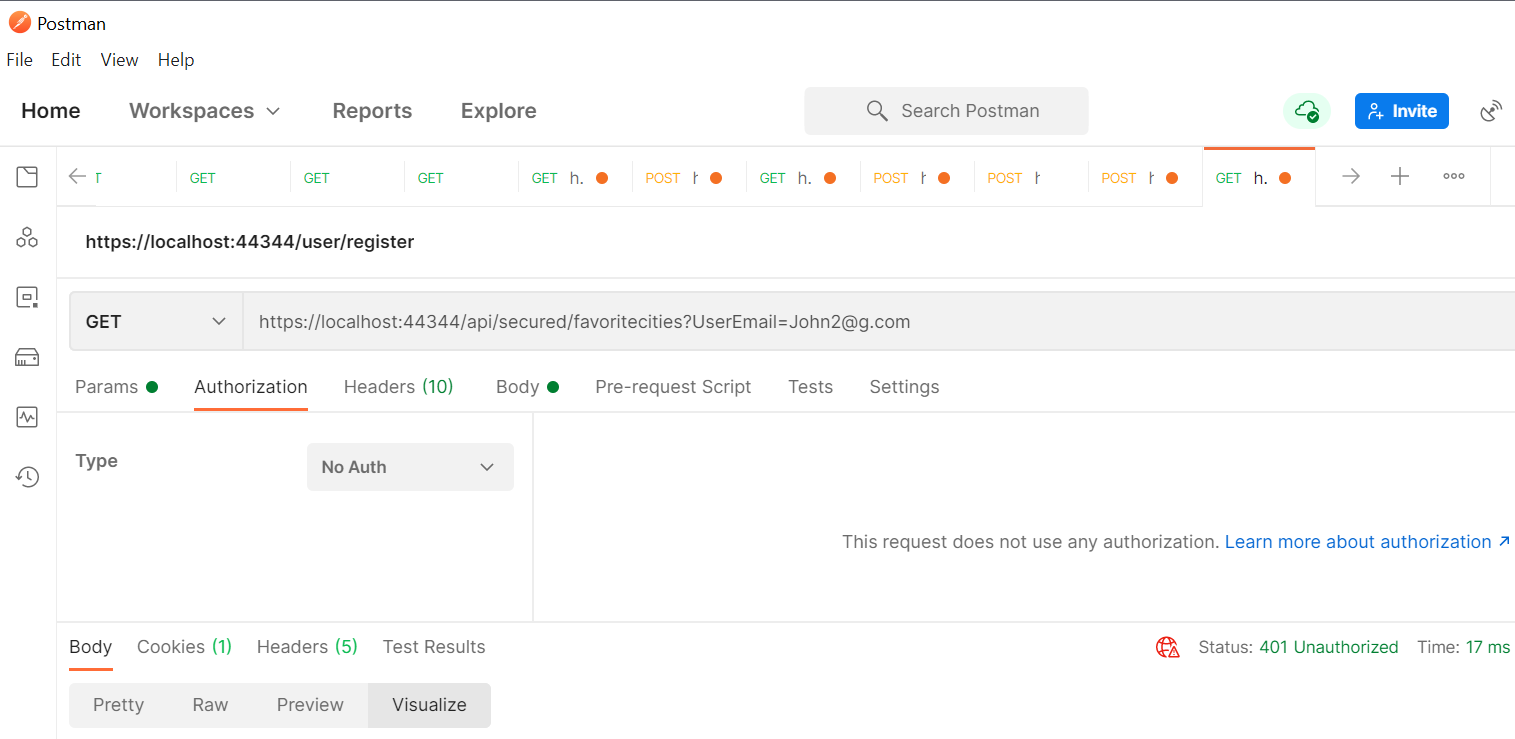 Postman
File Edit View Help
Home Workspaces Reports Explore Search Postman Invite
T GET GET GET GET h. POST h GET h. POST h POST h POST h GET h.
https://localhost:44344/user/register
GET https://localhost:44344/api/secured/favoritecities?UserEmail=John2@g.com
Params Authorization Headers (10) Body Pre-request Script Tests Settings
Type No Auth
This request does not use any authorization. Learn more about authorization ↗
Body Cookies (1) Headers (5) Test Results Status: 401 Unauthorized Time: 17 ms
Pretty Raw Preview Visualize